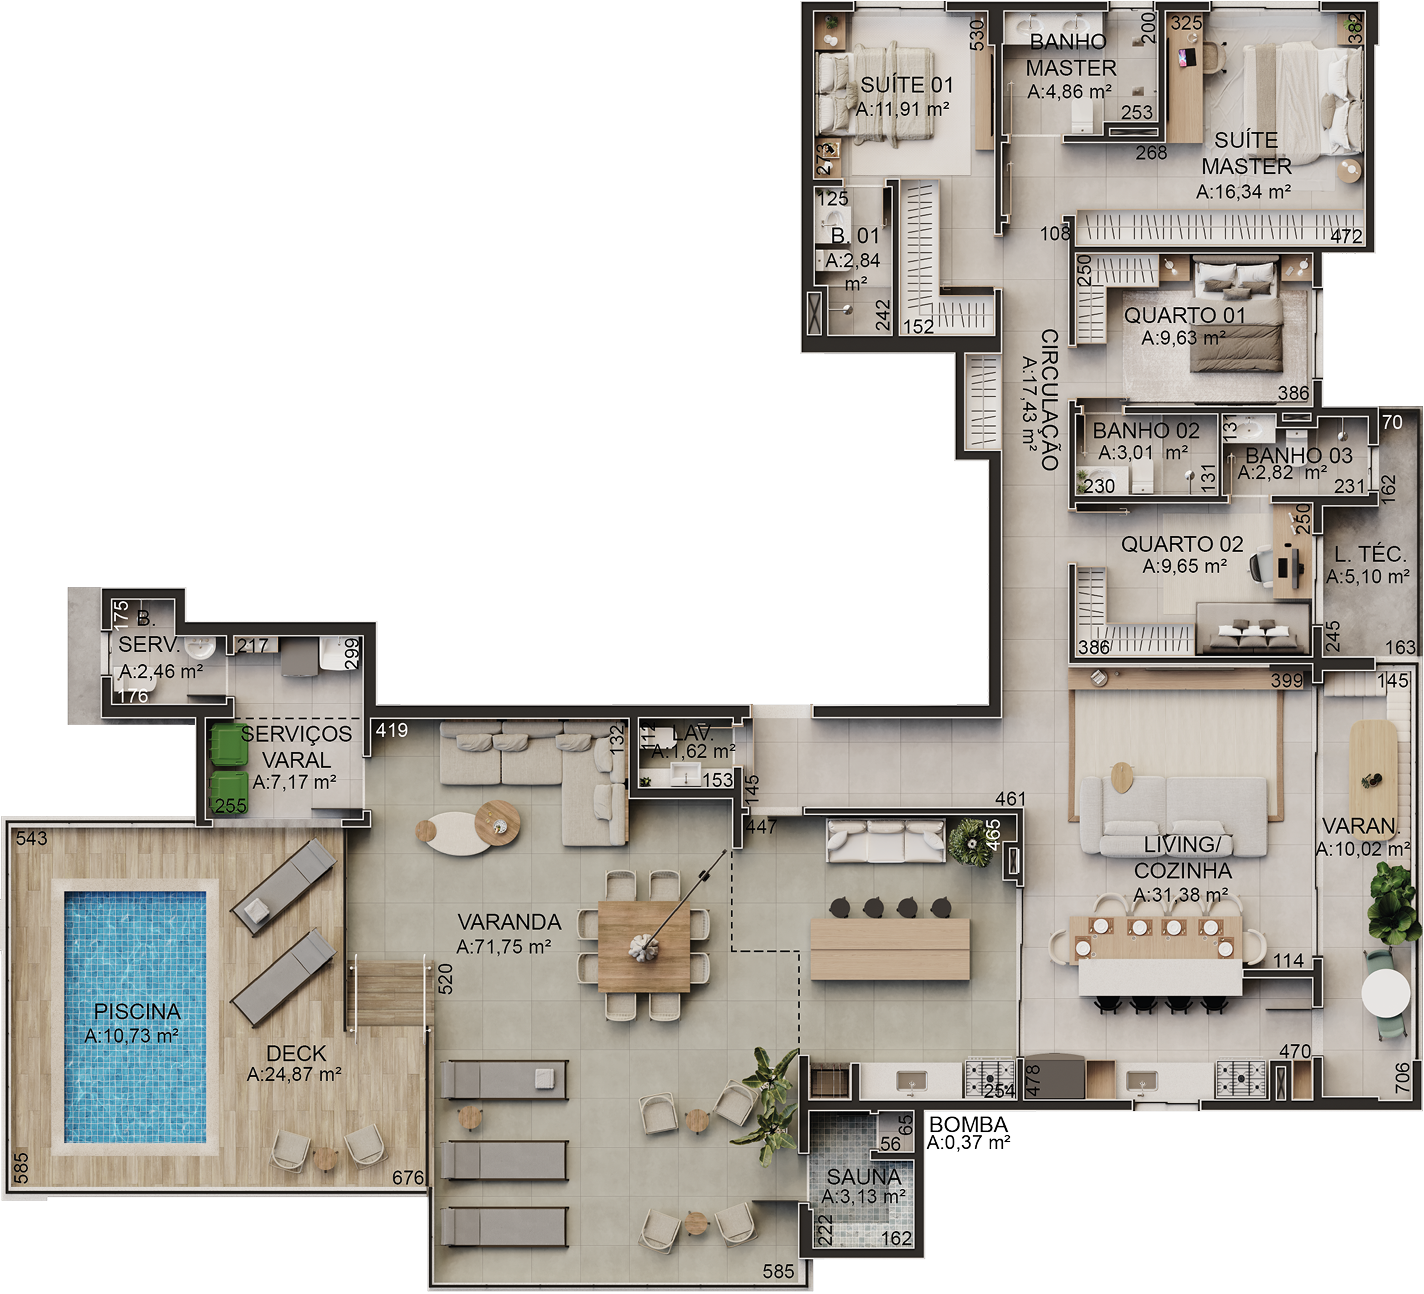 530
SUÍTE 01
A:11,91 m²
273
BANHO
MASTER
A:4,86 m²
200
253
325
382
268
SUÍTE
MASTER
A:16,34 m²
472
108
125
B. 01
A:2,84
m²
242
152
250
QUARTO 01
A:9,63 m²
386
CIRCULAÇÃO
A:17,43 m²
BANHO 02
A:3,01 m²
230
131
131
BANHO 03
A:2,82 m²
231
70
162
QUARTO 02
A:9,65 m²
250
386
L. TÉC.
A:5,10 m²
245
163
175
B.
SERV.
A:2,46 m²
176
217
299
SERVIÇOS
VARAL
A:7,17 m²
255
419
132
112
LAV.
A:1,62 m²
153
145
461
399
145
447
465
543
VARAN.
A:10,02 m²
LIVING/
COZINHA
A:31,38 m²
VARANDA
A:71,75 m²
520
114
PISCINA
A:10,73 m²
DECK
A:24,87 m²
470
478
254
706
BOMBA
A:0,37 m²
65
56
585
676
SAUNA
A:3,13 m²
222
162
585